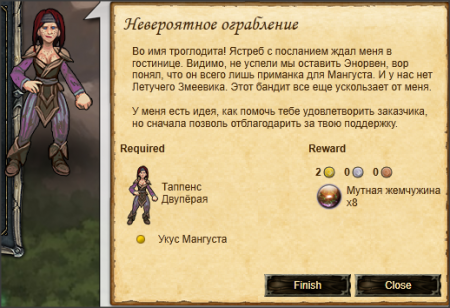 Невероятное ограбление
Во имя троглодита! Ястреб с посланием ждал меня в
гостинице. Видимо, не успели мы оставить Энорвен, вор
понял, что он всего лишь приманка для Мангуста. И у нас нет
Летучего Змеевика. Этот бандит все еще ускользает от меня.
У меня есть идея, как помочь тебе удовлетворить заказчика,
но сначала позволь отблагодарить за твою поддержку.
Required
Reward
Таппенс
Двупёрая
2 0 0
Мутная жемчужина
x8
Укус Мангуста
Finish
Close